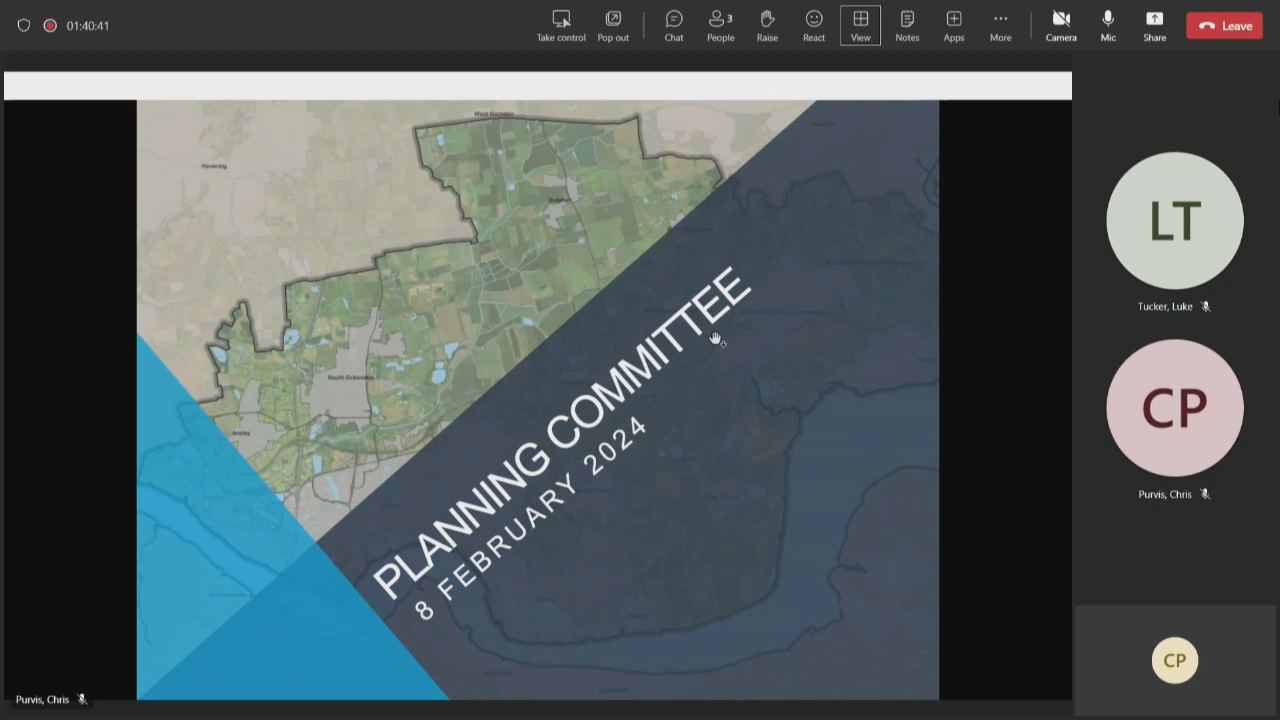 01:40:41
Take control
Pop out
Chat
3
People
Raise
React
View
Notes
Apps
More
Camera
Mic
Share
Leave
West Horndon
Havering
South Ockendon
Aveley
PLANNING COMMITTEE
8 FEBRUARY 2024
LT
Tucker, Luke
CP
Purvis, Chris
CP
Purvis, Chris